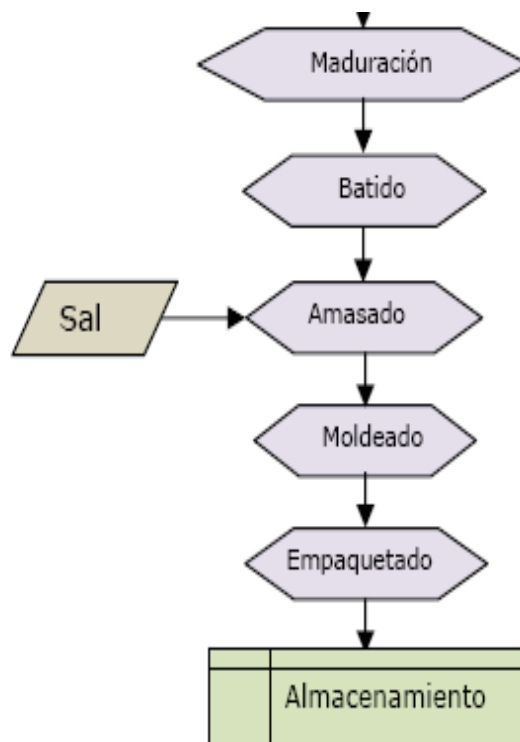 Maduración
Batido
Sal
Amasado
Moldeado
Empaquetado
Almacenamiento